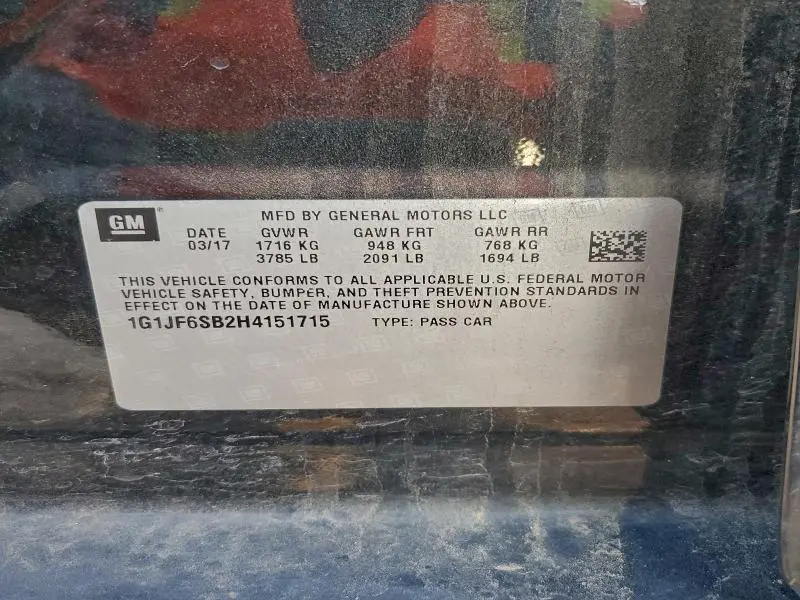 GM
MFD BY GENERAL MOTORS LLC
DATE GVWR GAWR FRT GAWR RR
03/17 1716 KG 948 KG 768 KG
3785 LB 2091 LB 1694 LB
THIS VEHICLE CONFORMS TO ALL APPLICABLE U.S. FEDERAL MOTOR
VEHICLE SAFETY, BUMPER, AND THEFT PREVENTION STANDARDS IN
EFFECT ON THE DATE OF MANUFACTURE SHOWN ABOVE.
1G1JF6SB2H4151715 TYPE: PASS CAR